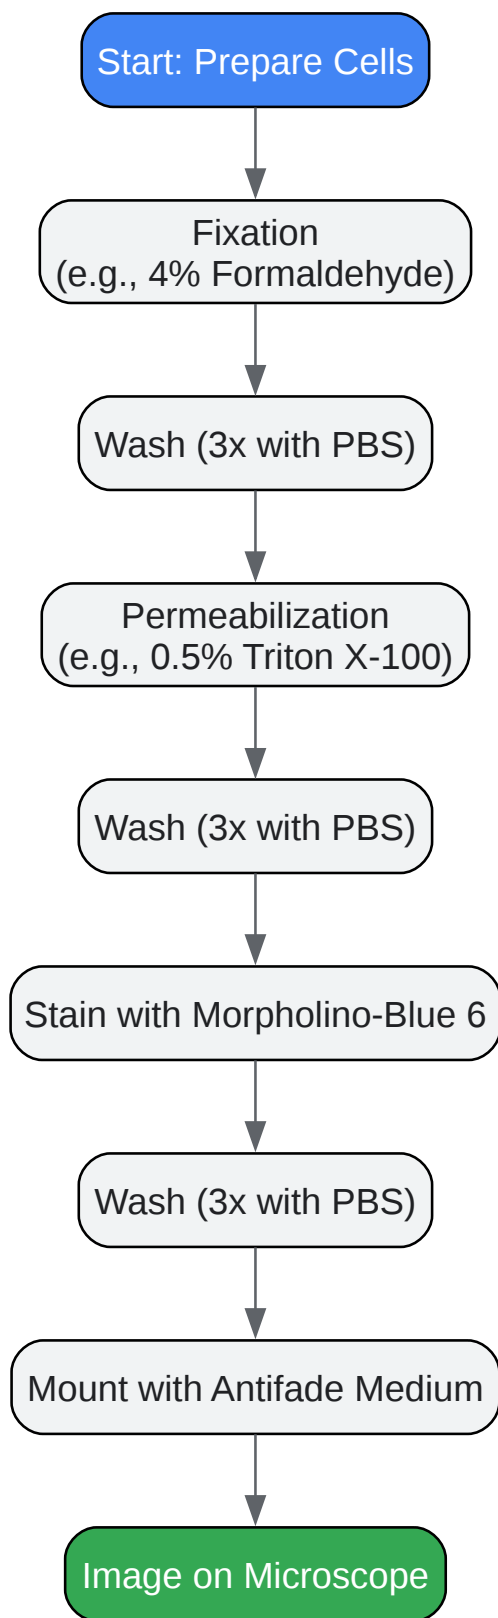 Start: Prepare Cells
Fixation
(e.g., 4% Formaldehyde)
Wash (3x with PBS)
Permeabilization
(e.g., 0.5% Triton X-100)
Wash (3x with PBS)
Stain with Morpholino-Blue 6
Wash (3x with PBS)
Mount with Antifade Medium
Image on Microscope